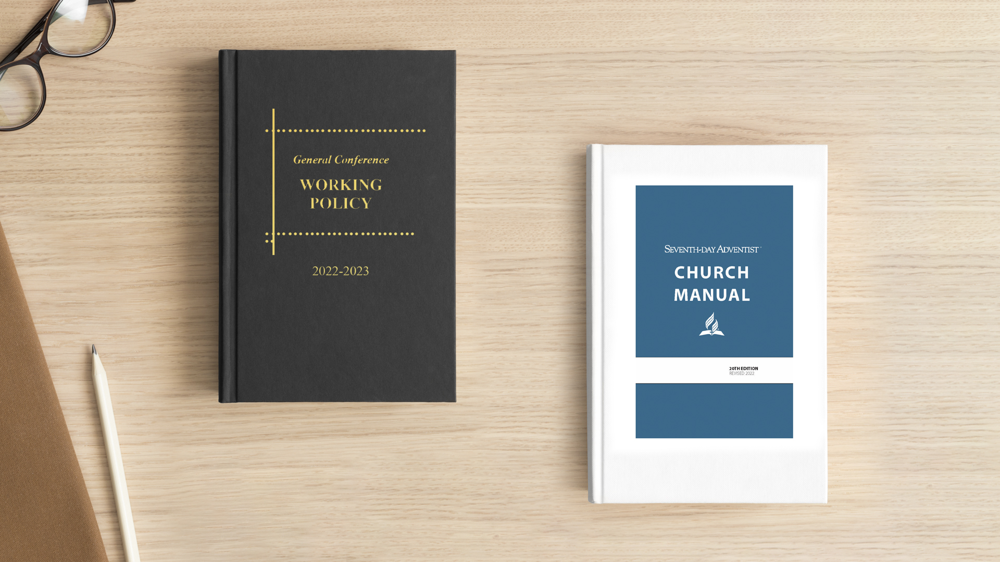 General Conference
WORKING
POLICY
2022-2023
SEVENTH-DAY ADVENTIST
CHURCH
MANUAL
20TH EDITION
REVISED 2022